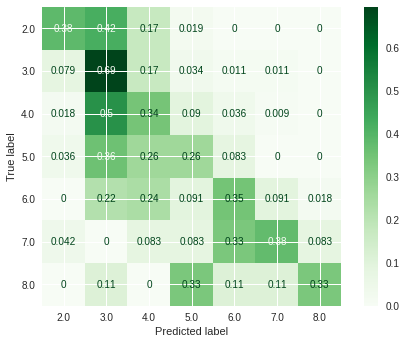 2.0 0.38 0.42 0.17 0.019 0 0
3.0 0.079 0.69 0.17 0.034 0.011 0.011 0
4.0 0.018 0.5 0.34 0.09 0.036 0.009 0
5.0 0.036 0.36 0.26 0.26 0.083 0 0
6.0 0 0.22 0.24 0.091 0.35 0.091 0.018
7.0 0.042 0 0.083 0.083 0.33 0.38 0.083
8.0 0 0.11 0 0.33 0.11 0.11 0.33
2.0 3.0 4.0 5.0 6.0 7.0 8.0
Predicted label
True label
0.6
0.5
0.4
0.3
0.2
0.1
0.0